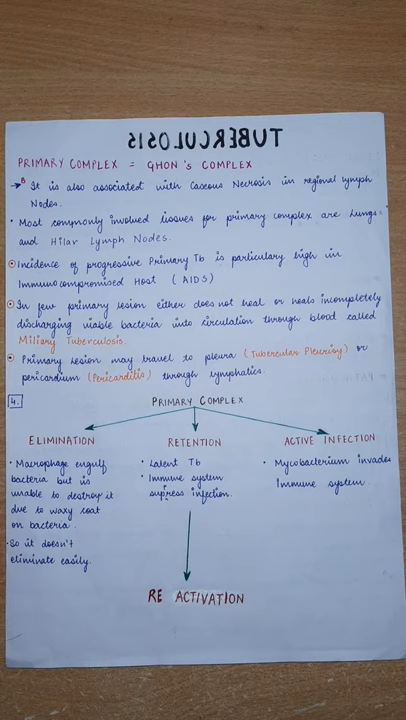 TUBERCULOSIS
PRIMARY COMPLEX = GHON'S COMPLEX
It is also associated with Caseous Necrosis in regional lymph
Nodes.
• Most commonly involved tissues for primary complex are Lungs
and Hilar Lymph Nodes.
Incidence of progressive Primary Tb is particulary high in
Immunocompromised Host (AIDS)
In few primary lesion either does not heal or heals incompletely
discharging viable bacteria into circulation through blood called
Miliary Tuberculosis.
Primary Lesion may travel to pleura (Tubercular Pleurisy) or
pericardium (Pericarditis) through lymphatics.
4.
PRIMARY COMPLEX
ELIMINATION RETENTION ACTIVE INFECTION
• Macrophage engulf
bacteria but is
unable to destroy it
due to waxy coat
on bacteria.
• So it doesn't
eliminate easily.
• Latent Tb
• Immune system
supress infection.
• Mycobacterium invades
Immune system.
RE ACTIVATION